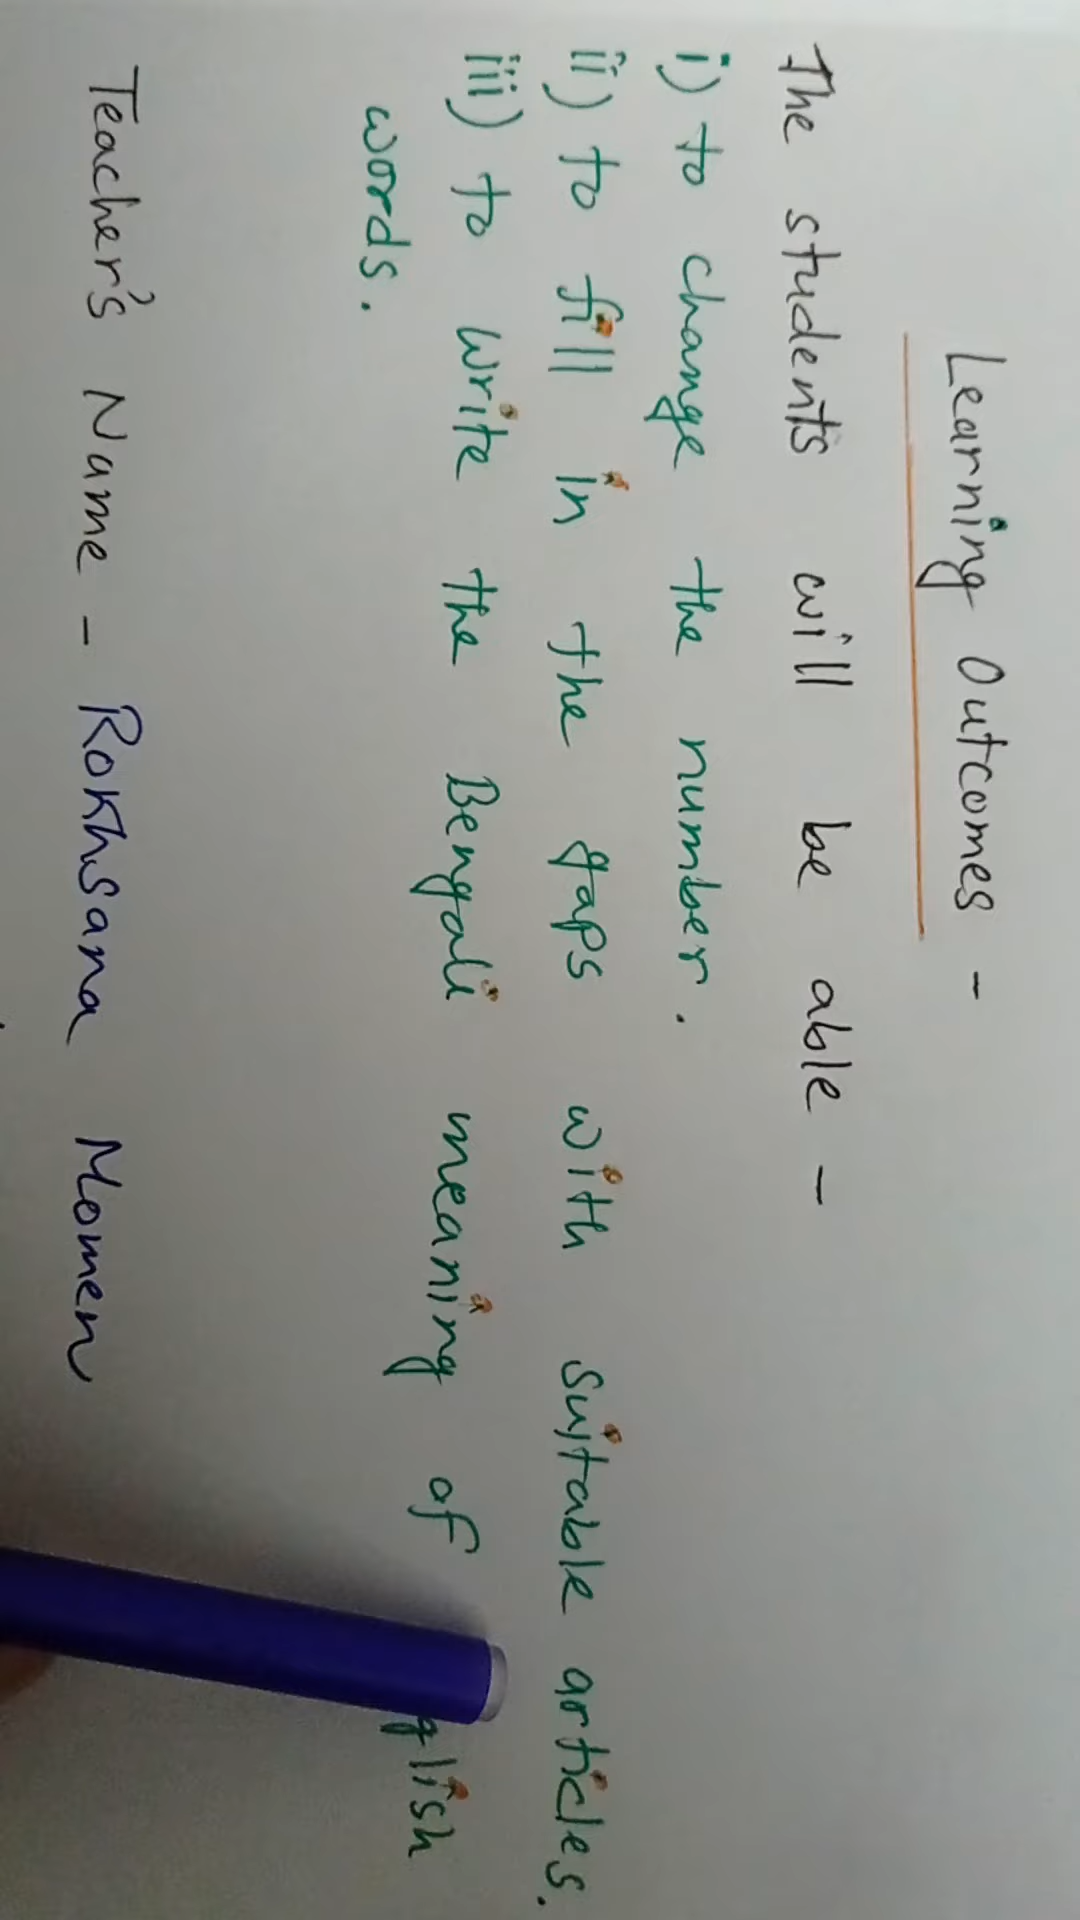 Learning Outcomes -
The students will be able -
i) to change the number.
ii) to fill in the gaps with suitable articles.
iii) to write the Bengali meaning of glish
words.
Teacher's Name - Rokhsana Momen